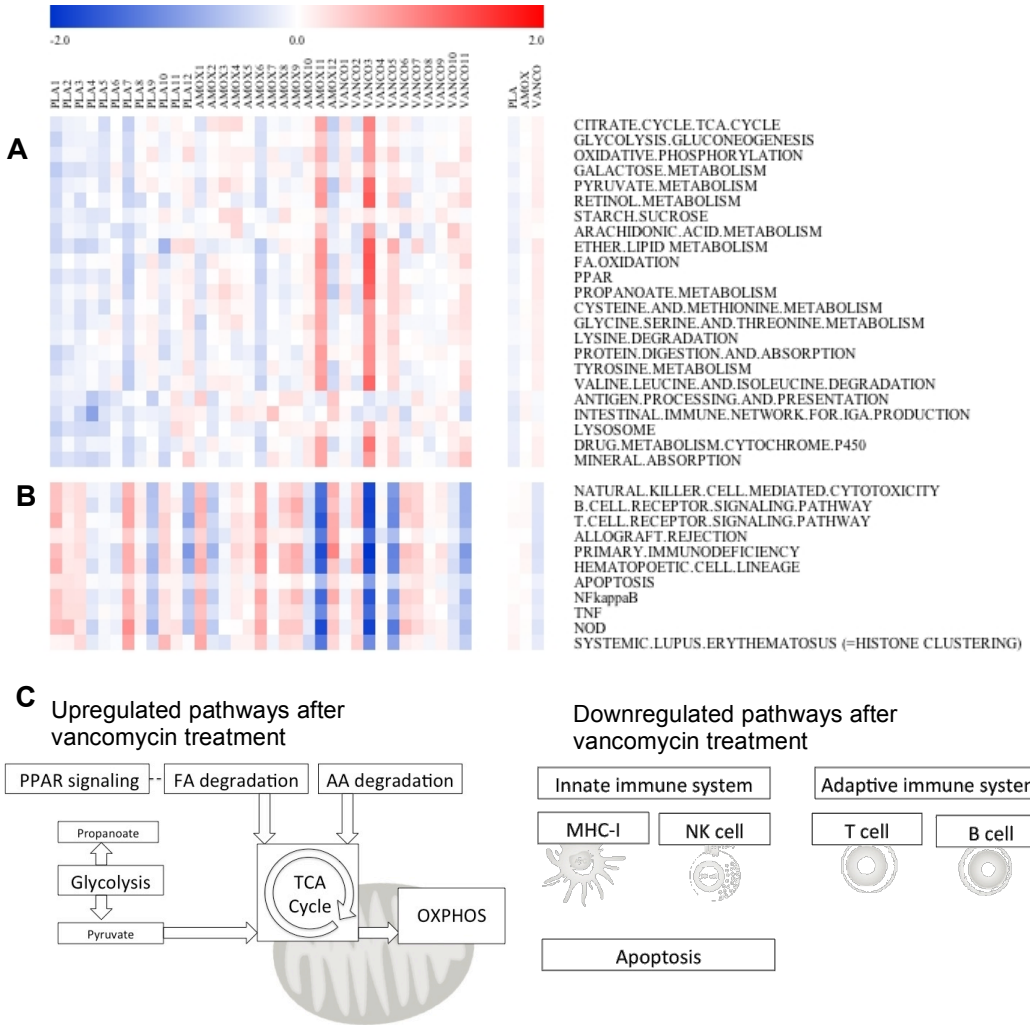 -2.0 0.0 2.0
PLA1 PLA2 PLA3 PLA4 PLA5 PLA6 PLA7 PLA8 PLA9 PLA10 PLA11 PLA12 AMOX1 AMOX2 AMOX3 AMOX4 AMOX5 AMOX6 AMOX7 AMOX8 AMOX9 AMOX10 AMOX11 AMOX12 VANCO1 VANCO2 VANCO3 VANCO4 VANCO5 VANCO6 VANCO7 VANCO8 VANCO9 VANCO10 VANCO11 PLA AMOX VANCO
A
CITRATE.CYCLE.TCA.CYCLE
GLYCOLYSIS.GLUCONEOGENESIS
OXIDATIVE.PHOSPHORYLATION
GALACTOSE.METABOLISM
PYRUVATE.METABOLISM
RETINOL.METABOLISM
STARCH.SUCROSE
ARACHIDONIC.ACID.METABOLISM
ETHER.LIPID METABOLISM
FA.OXIDATION
PPAR
PROPANOATE.METABOLISM
CYSTEINE.AND.METHIONINE.METABOLISM
GLYCINE.SERINE.AND.THREONINE.METABOLISM
LYSINE.DEGRADATION
PROTEIN.DIGESTION.AND.ABSORPTION
TYROSINE.METABOLISM
VALINE.LEUCINE.AND.ISOLEUCINE.DEGRADATION
ANTIGEN.PROCESSING.AND.PRESENTATION
INTESTINAL.IMMUNE.NETWORK.FOR.IGA.PRODUCTION
LYSOSOME
DRUG.METABOLISM.CYTOCHROME.P450
MINERAL.ABSORPTION
B
NATURAL.KILLER.CELL.MEDIATED.CYTOTOXICITY
B.CELL.RECEPTOR.SIGNALING.PATHWAY
T.CELL.RECEPTOR.SIGNALING.PATHWAY
ALLOGRAFT.REJECTION
PRIMARY.IMMUNODEFICIENCY
HEMATOPOETIC.CELL.LINEAGE
APOPTOSIS
NFkappaB
TNF
NOD
SYSTEMIC.LUPUS.ERYTHEMATOSUS (=HISTONE CLUSTERING)
C
Upregulated pathways after
vancomycin treatment
PPAR signaling FA degradation AA degradation
Propanoate
Glycolysis
Pyruvate
TCA
Cycle
OXPHOS
Downregulated pathways after
vancomycin treatment
Innate immune system Adaptive immune system
MHC-I NK cell T cell B cell
Apoptosis